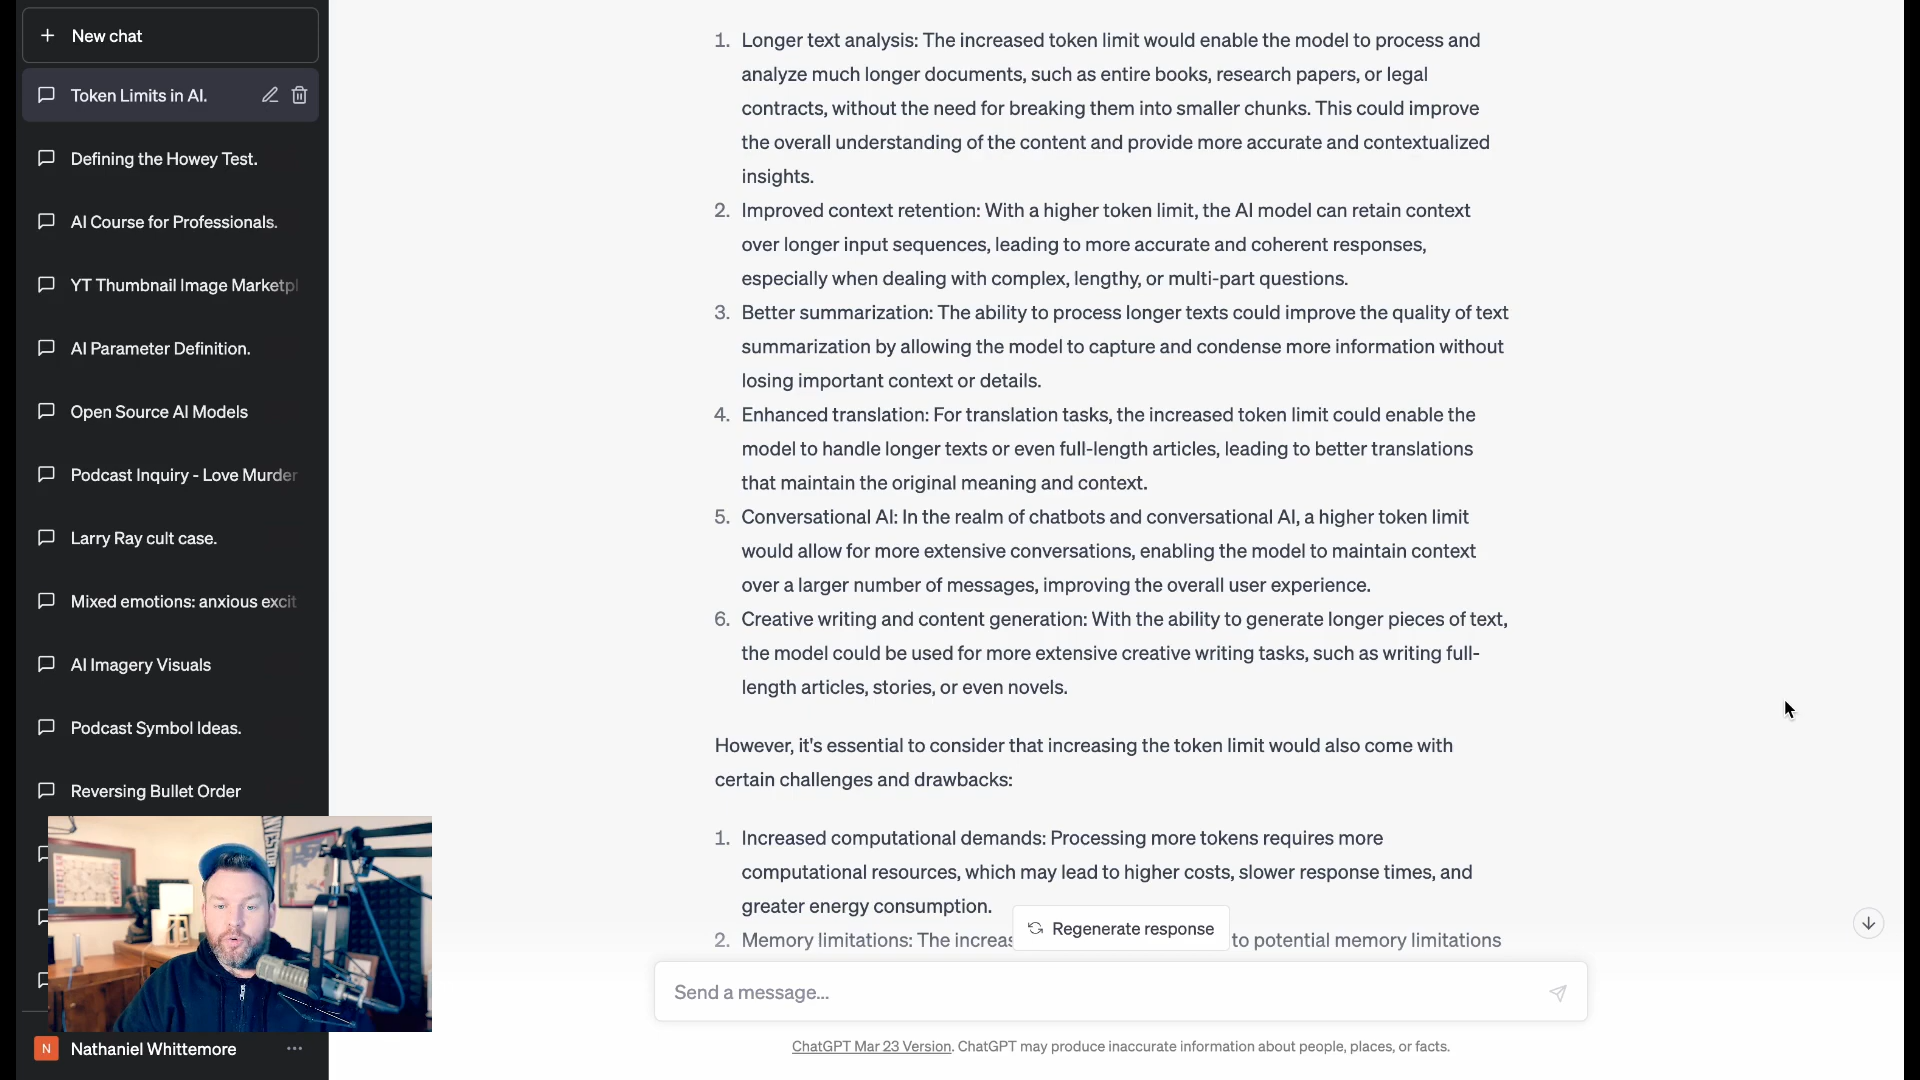 New chat
Token Limits in AI.
Defining the Howey Test.
AI Course for Professionals.
YT Thumbnail Image Marketpl
AI Parameter Definition.
Open Source AI Models
Podcast Inquiry - Love Murder
Larry Ray cult case.
Mixed emotions: anxious excit
AI Imagery Visuals
Podcast Symbol Ideas.
Reversing Bullet Order
N Nathaniel Whittemore
1. Longer text analysis: The increased token limit would enable the model to process and
analyze much longer documents, such as entire books, research papers, or legal
contracts, without the need for breaking them into smaller chunks. This could improve
the overall understanding of the content and provide more accurate and contextualized
insights.
2. Improved context retention: With a higher token limit, the AI model can retain context
over longer input sequences, leading to more accurate and coherent responses,
especially when dealing with complex, lengthy, or multi-part questions.
3. Better summarization: The ability to process longer texts could improve the quality of text
summarization by allowing the model to capture and condense more information without
losing important context or details.
4. Enhanced translation: For translation tasks, the increased token limit could enable the
model to handle longer texts or even full-length articles, leading to better translations
that maintain the original meaning and context.
5. Conversational AI: In the realm of chatbots and conversational AI, a higher token limit
would allow for more extensive conversations, enabling the model to maintain context
over a larger number of messages, improving the overall user experience.
6. Creative writing and content generation: With the ability to generate longer pieces of text,
the model could be used for more extensive creative writing tasks, such as writing full-
length articles, stories, or even novels.
However, it's essential to consider that increasing the token limit would also come with
certain challenges and drawbacks:
1. Increased computational demands: Processing more tokens requires more
computational resources, which may lead to higher costs, slower response times, and
greater energy consumption.
2. Memory limitations: The increas to potential memory limitations
Regenerate response
Send a message...
ChatGPT Mar 23 Version. ChatGPT may produce inaccurate information about people, places, or facts.